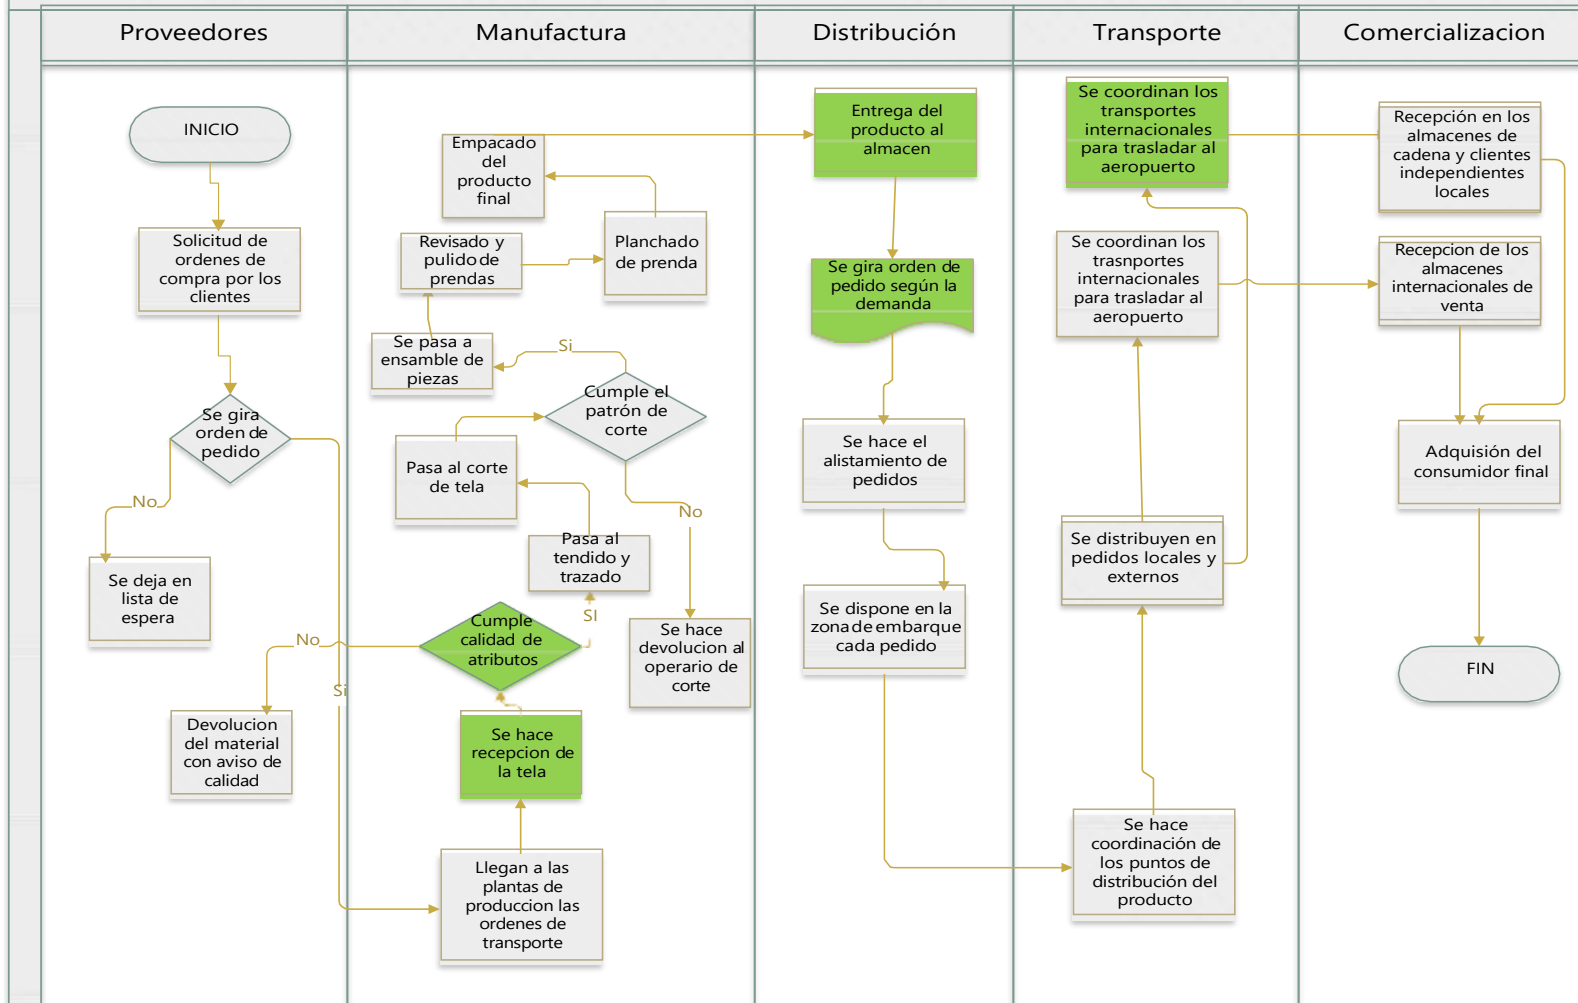 Proveedores
Manufactura
Distribución
Transporte
Comercializacion
INICIO
Solicitud de
ordenes de
compra por los
clientes
Se gira
orden de
pedido
No
Se deja en
lista de
espera
Si
No
Devolucion
del material
con aviso de
calidad
Empacado
del
producto
final
Revisado y
pulido de
prendas
Planchado
de prenda
Se pasa a
ensamble de
piezas
Si
Cumple el
patrón de
corte
Pasa al corte
de tela
No
Pasa al
tendido y
trazado
SI
Cumple
calidad de
atributos
Se hace
devolucion al
operario de
corte
Se hace
recepcion de
la tela
Llegan a las
plantas de
produccion las
ordenes de
transporte
Entrega del
producto al
almacen
Se gira orden de
pedido según la
demanda
Se hace el
alistamiento de
pedidos
Se dispone en la
zona de embarque
cada pedido
Se coordinan los
transportes
internacionales
para trasladar al
aeropuerto
Se coordinan los
trasnportes
internacionales
para trasladar al
aeropuerto
Se distribuyen en
pedidos locales y
externos
Se hace
coordinación de
los puntos de
distribución del
producto
Recepción en los
almacenes de
cadena y clientes
independientes
locales
Recepcion de los
almacenes
internacionales de
venta
Adquisión del
consumidor final
FIN